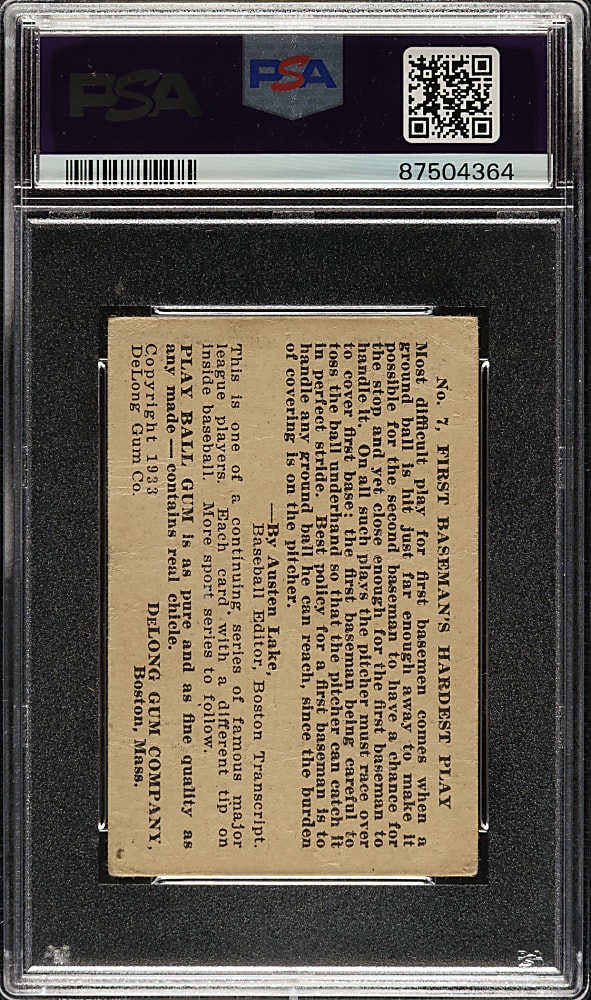 PSA
PSA
87504364
No. 7, FIRST BASEMAN'S HARDEST PLAY
Most difficult play for first basemen comes when a
ground ball is hit just far enough away to make it
possible for the second baseman to have a chance for
the stop and yet close enough for the first baseman to
handle it. On all such plays the pitcher must race over
to cover first base; the first baseman being careful to
toss the ball underhand so that the pitcher can catch it
in perfect stride. Best policy for a first baseman is to
handle any ground ball he can reach, since the burden
of covering is on the pitcher.
—By Austen Lake,
Baseball Editor, Boston Transcript.
This is one of a continuing series of famous major
league players. Each card with a different tip on
inside baseball. More sport series to follow.
PLAY BALL GUM is as pure and as fine quality as
any made — contains real chicle.
Copyright 1933
DeLong Gum Co.
DELONG GUM COMPANY,
Boston, Mass.